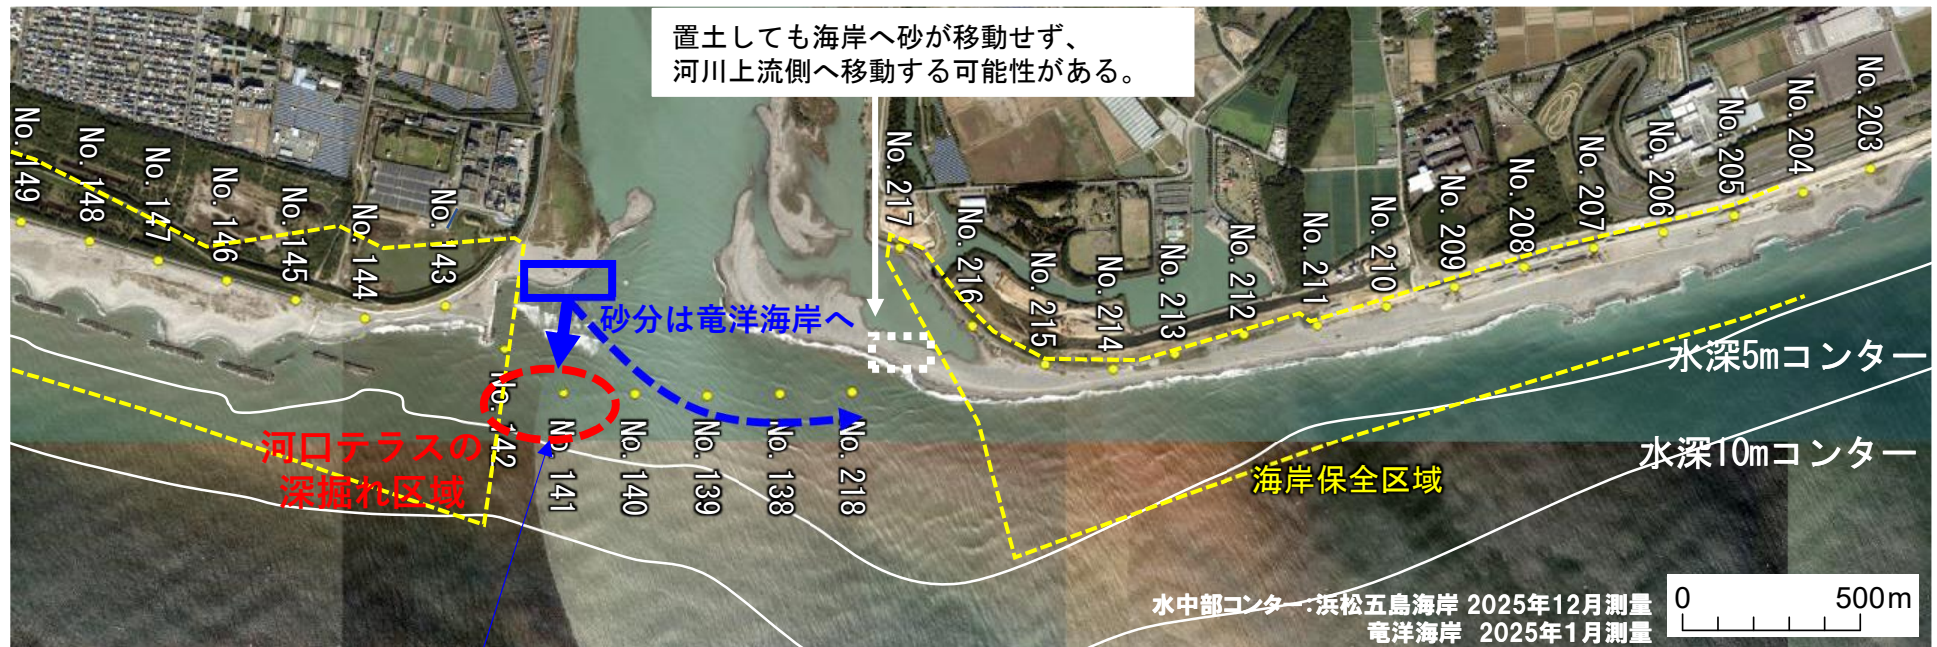 置土しても海岸へ砂が移動せず、
河川上流側へ移動する可能性がある。
No. 149
No. 148
No. 147
No. 146
No. 145
No. 144
No. 143
No. 142
No. 141
No. 140
No. 139
No. 138
No. 218
No. 217
No. 216
No. 215
No. 214
No. 213
No. 212
No. 211
No. 210
No. 209
No. 208
No. 207
No. 206
No. 205
No. 204
No. 203
砂分は竜洋海岸へ
河口テラスの
深掘れ区域
水深5mコンター
水深10mコンター
海岸保全区域
水中部コンター：浜松五島海岸 2025年12月測量
竜洋海岸 2025年1月測量
0 500m